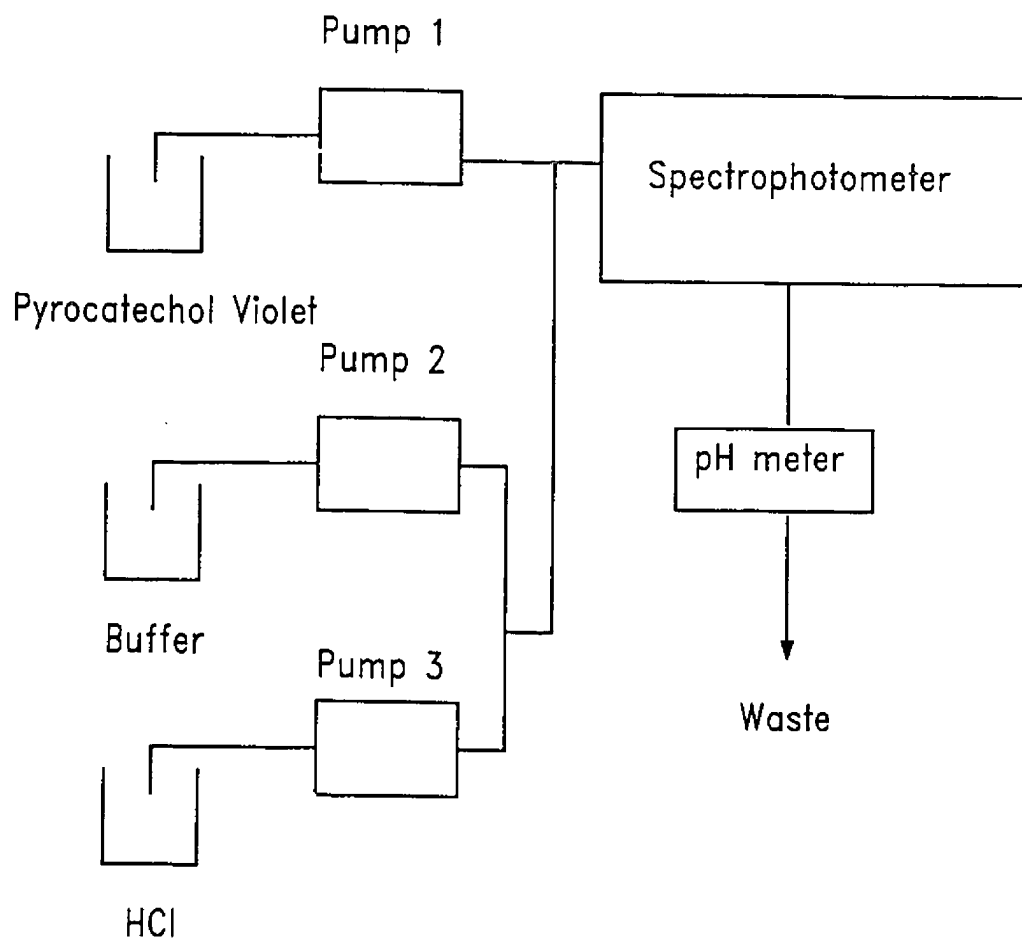 Pump 1
Spectrophotometer
Pyrocatechol Violet
Pump 2
pH meter
Buffer
Pump 3
Waste
HCl